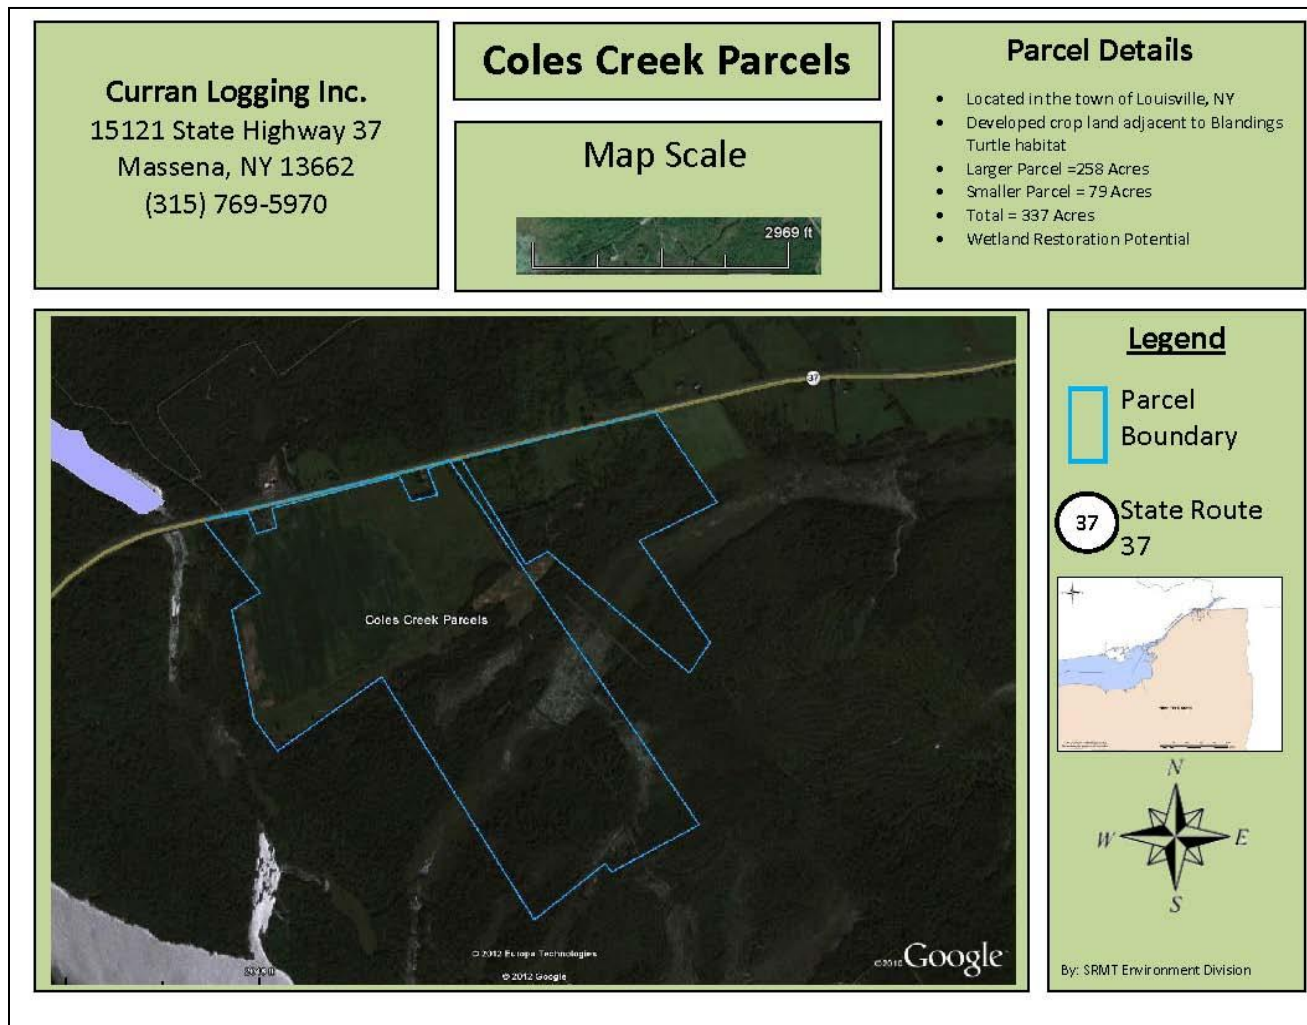 Curran Logging Inc.
15121 State Highway 37
Massena, NY 13662
(315) 769-5970
Coles Creek Parcels
Map Scale
2969 ft
Parcel Details
• Located in the town of Louisville, NY
• Developed crop land adjacent to Blandings
Turtle habitat
• Larger Parcel =258 Acres
• Smaller Parcel = 79 Acres
• Total = 337 Acres
• Wetland Restoration Potential
37
Coles Creek Parcels
© 2012 Europa Technologies
© 2012 Google
©2010 Google
Legend
Parcel
Boundary
37
State Route
37
N
W
E
S
By: SRMT Environment Division